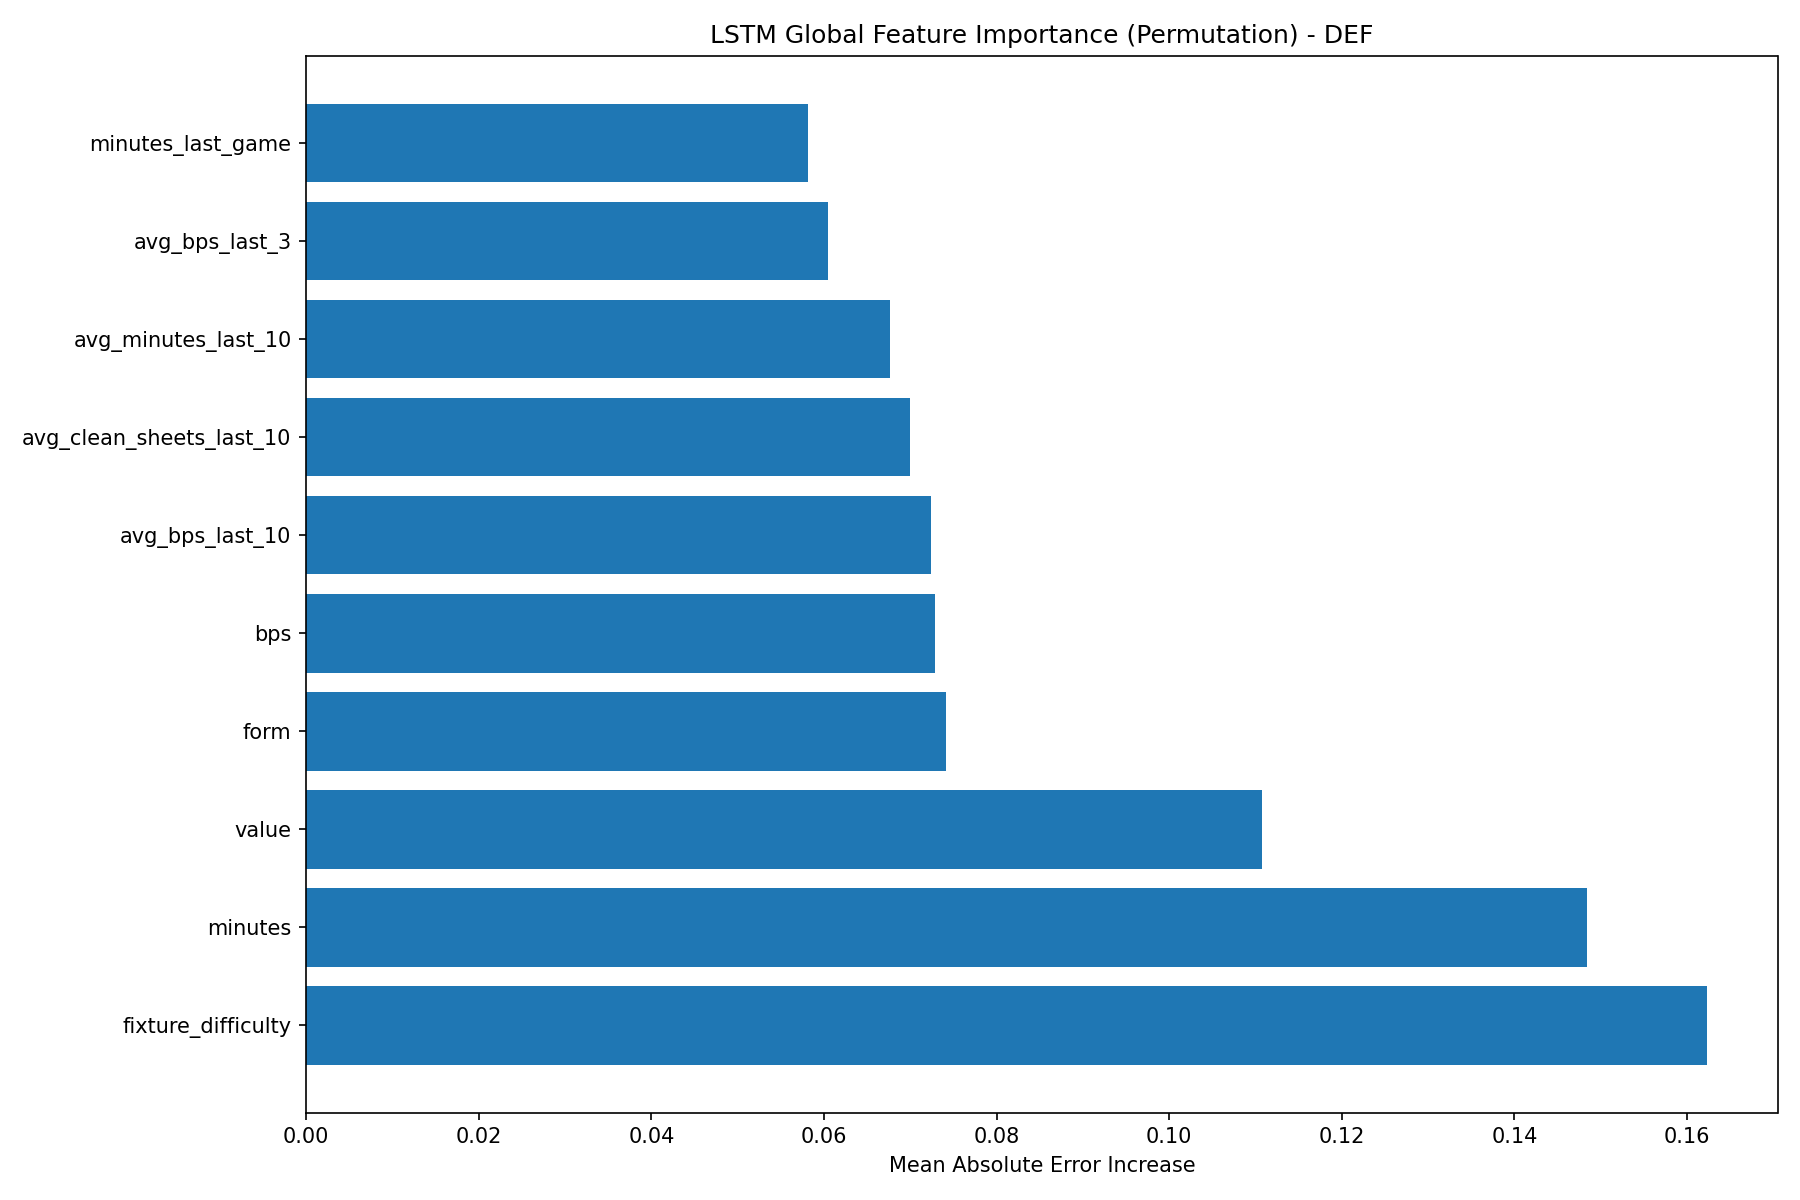 LSTM Global Feature Importance (Permutation) - DEF
minutes_last_game
avg_bps_last_3
avg_minutes_last_10
avg_clean_sheets_last_10
avg_bps_last_10
bps
form
value
minutes
fixture_difficulty
0.00 0.02 0.04 0.06 0.08 0.10 0.12 0.14 0.16
Mean Absolute Error Increase